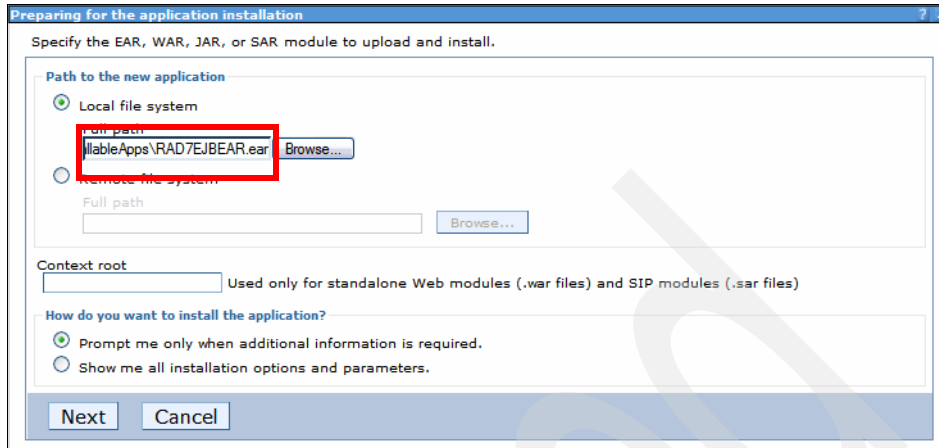 Preparing for the application installation ?
Specify the EAR, WAR, JAR, or SAR module to upload and install.
Path to the new application
Local file system
Full path
llableApps\RAD7EJBEAR.ear Browse...
Remote file system
Full path
Browse...
Context root
Used only for standalone Web modules (.war files) and SIP modules (.sar files)
How do you want to install the application?
Prompt me only when additional information is required.
Show me all installation options and parameters.
Next Cancel